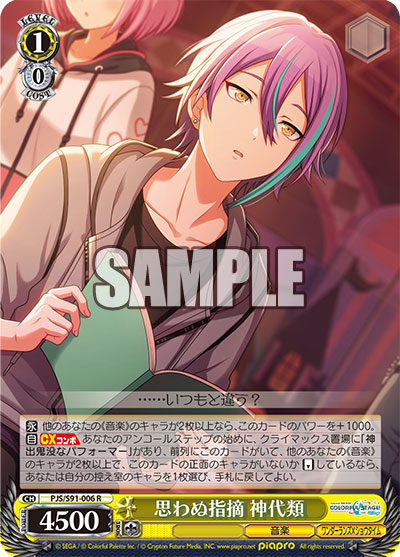 LEVEL
1
0
COST
SAMPLE
……いつもと違う?
永 他のあなたの《音楽》のキャラが2枚以上なら、このカードのパワーを+1000。
自 CXコンボ あなたのアンコールステップの始めに、クライマックス置場に「神
出鬼没なパフォーマー」があり、前列にこのカードがいて、他のあなたの《音楽》のキャラ
が2枚以上で、このカードの正面のキャラがいないか
あなたは自分の控え室のキャラを1枚選び、手札に戻してよい。
CH PJS/S91-006 R
POWER
4500
SOUL
思わぬ指摘 神代類
音楽
ワンダーランズ×ショウタイム
COLORFUL STAGE!
© SEGA / © Colorful Palette Inc. / © Crypton Future Media, INC. www.piapro.net piapro All rights reserved.